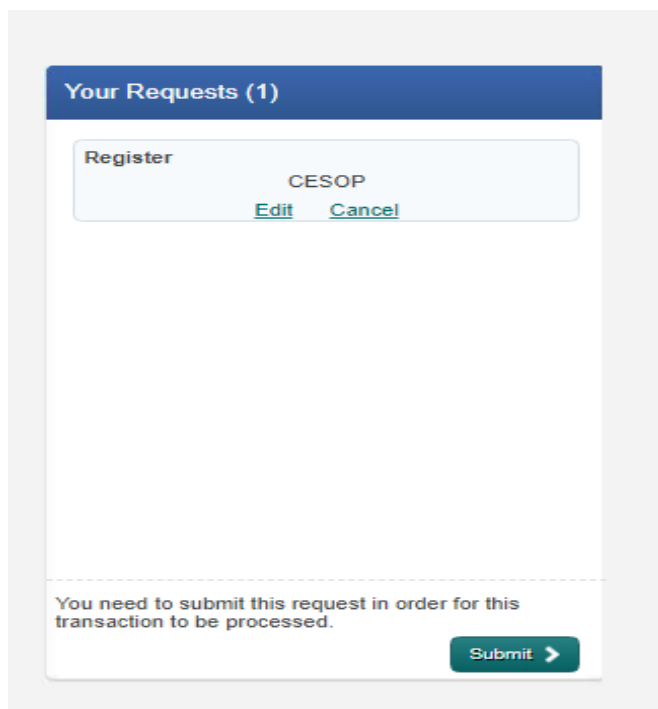 Your Requests (1)
Register
CESOP
Edit Cancel
You need to submit this request in order for this
transaction to be processed.
Submit